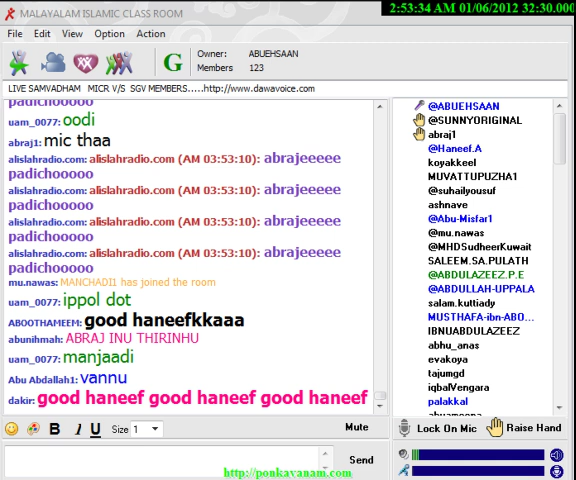 MALAYALAM ISLAMIC CLASS ROOM
2:53:34 AM 01/06/2012 32:30.000
File Edit View Option Action
G
Owner: ABUEHSAAN
Members 123
LIVE SAMVADHAM MICR V/S SGV MEMBERS.....http://www.dawavoice.com
padichooooo
uam_0077: oodi
abraj1: mic thaa
alislahradio.com: alislahradio.com (AM 03:53:10): abrajeeeee
padichooooo
alislahradio.com: alislahradio.com (AM 03:53:10): abrajeeeee
padichooooo
alislahradio.com: alislahradio.com (AM 03:53:10): abrajeeeee
padichooooo
alislahradio.com: alislahradio.com (AM 03:53:10): abrajeeeee
padichooooo
mu.nawas: MANCHADI1 has joined the room
uam_0077: ippol dot
ABOOTHAMEEM: good haneefkkaaa
abunihmah: ABRAJ INU THIRINHU
uam_0077: manjaadi
Abu Abdallah1: vannu
dakir: good haneef good haneef good haneef
@ABUEHSAAN
@SUNNYORIGINAL
abraj1
@Haneef.A
koyakkeel
MUVATTUPUZHA1
@suhailyousuf
ashnave
@Abu-Misfar1
@mu.nawas
@MHDSudheerKuwait
SALEEM.SA.PULATH
@ABDULAZEEZ.P.E
@ABDULLAH-UPPALA
salam.kuttiady
MUSTHAFA-ibn-ABO...
IBNUABDULAZEEZ
abhu_anas
evakoya
tajumgd
iqbalVengara
palakkal
B I U Size 1
Mute
Lock On Mic Raise Hand
Send
http://ponkavanam.com